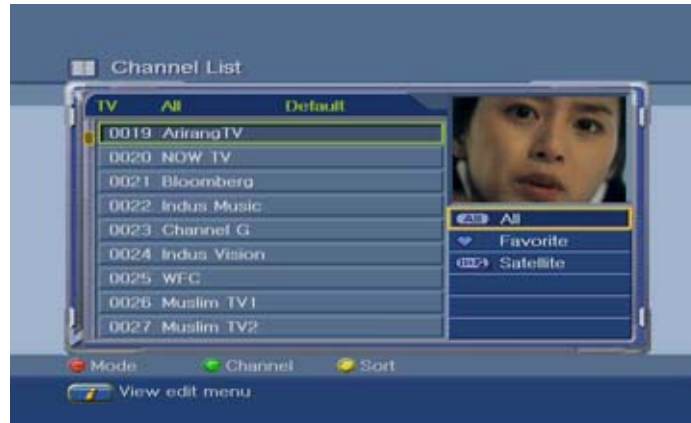 Channel List
TV All Default
0019 ArirangTV
0020 NOW TV
0021 Bloomberg
0022 Indus Music
0023 Channel G
0024 Indus Vision
0025 WFC
0026 Muslim TV1
0027 Muslim TV2
All All
Favorite
Satellite
Mode Channel Sort
i View edit menu